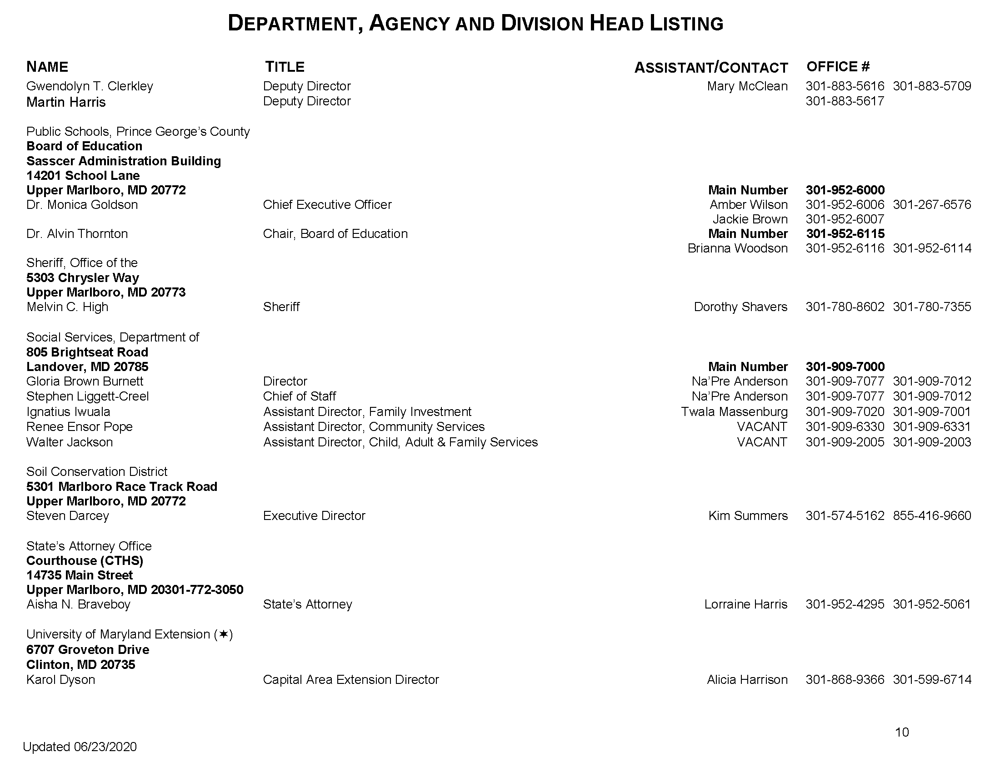 DEPARTMENT, AGENCY AND DIVISION HEAD LISTING
NAME TITLE ASSISTANT/CONTACT OFFICE #
Gwendolyn T. Clerkley Deputy Director Mary McClean 301-883-5616 301-883-5709
Martin Harris Deputy Director 301-883-5617
Public Schools, Prince George’s County
Board of Education
Sasscer Administration Building
14201 School Lane
Upper Marlboro, MD 20772 Main Number 301-952-6000
Dr. Monica Goldson Chief Executive Officer Amber Wilson 301-952-6006 301-267-6576
Jackie Brown 301-952-6007
Dr. Alvin Thornton Chair, Board of Education Main Number 301-952-6115
Brianna Woodson 301-952-6116 301-952-6114
Sheriff, Office of the
5303 Chrysler Way
Upper Marlboro, MD 20773
Melvin C. High Sheriff Dorothy Shavers 301-780-8602 301-780-7355
Social Services, Department of
805 Brightseat Road
Landover, MD 20785 Main Number 301-909-7000
Gloria Brown Burnett Director Na’Pre Anderson 301-909-7077 301-909-7012
Stephen Liggett-Creel Chief of Staff Na’Pre Anderson 301-909-7077 301-909-7012
Ignatius Iwuala Assistant Director, Family Investment Twala Massenburg 301-909-7020 301-909-7001
Renee Ensor Pope Assistant Director, Community Services VACANT 301-909-6330 301-909-6331
Walter Jackson Assistant Director, Child, Adult & Family Services VACANT 301-909-2005 301-909-2003
Soil Conservation District
5301 Marlboro Race Track Road
Upper Marlboro, MD 20772
Steven Darcey Executive Director Kim Summers 301-574-5162 855-416-9660
State’s Attorney Office
Courthouse (CTHS)
14735 Main Street
Upper Marlboro, MD 20301-772-3050
Aisha N. Braveboy State’s Attorney Lorraine Harris 301-952-4295 301-952-5061
University of Maryland Extension (✶)
6707 Groveton Drive
Clinton, MD 20735
Karol Dyson Capital Area Extension Director Alicia Harrison 301-868-9366 301-599-6714
10
Updated 06/23/2020